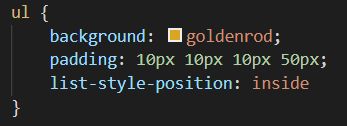 ul {
    background: goldenrod;
    padding: 10px 10px 10px 50px;
    list-style-position: inside
}